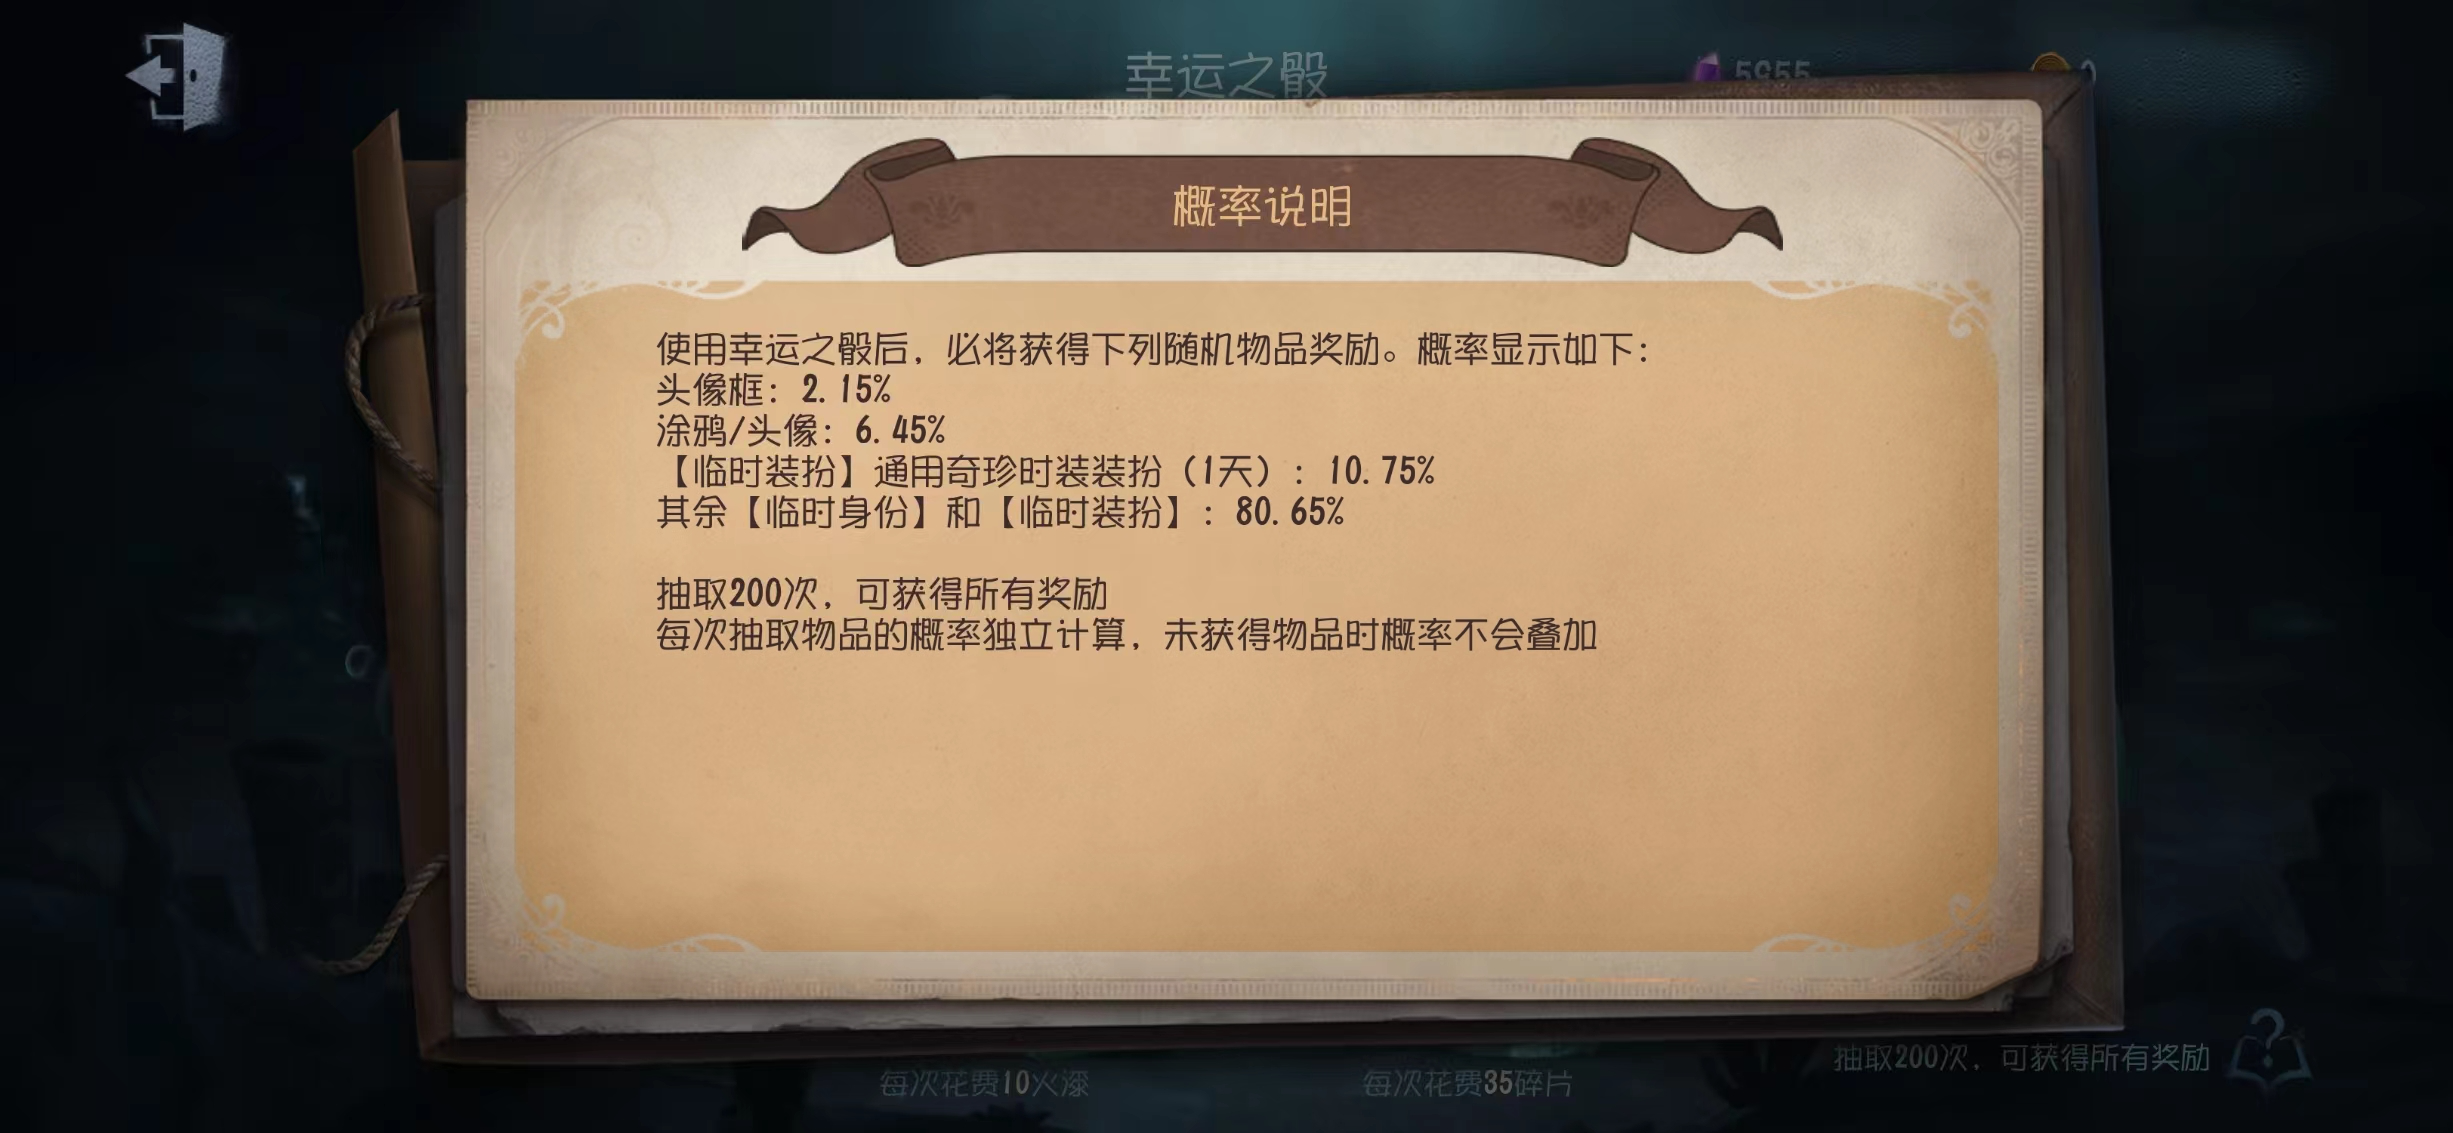 幸运之骰
概率说明
使用幸运之骰后，必将获得下列随机物品奖励。概率显示如下：
头像框：2.15%
涂鸦/头像：6.45%
【临时装扮】通用奇珍时装装扮（1天）：10.75%
其余【临时身份】和【临时装扮】：80.65%
抽取200次，可获得所有奖励
每次抽取物品的概率独立计算，未获得物品时概率不会叠加
抽取200次，可获得所有奖励
每次花费10火漆 每次花费35碎片